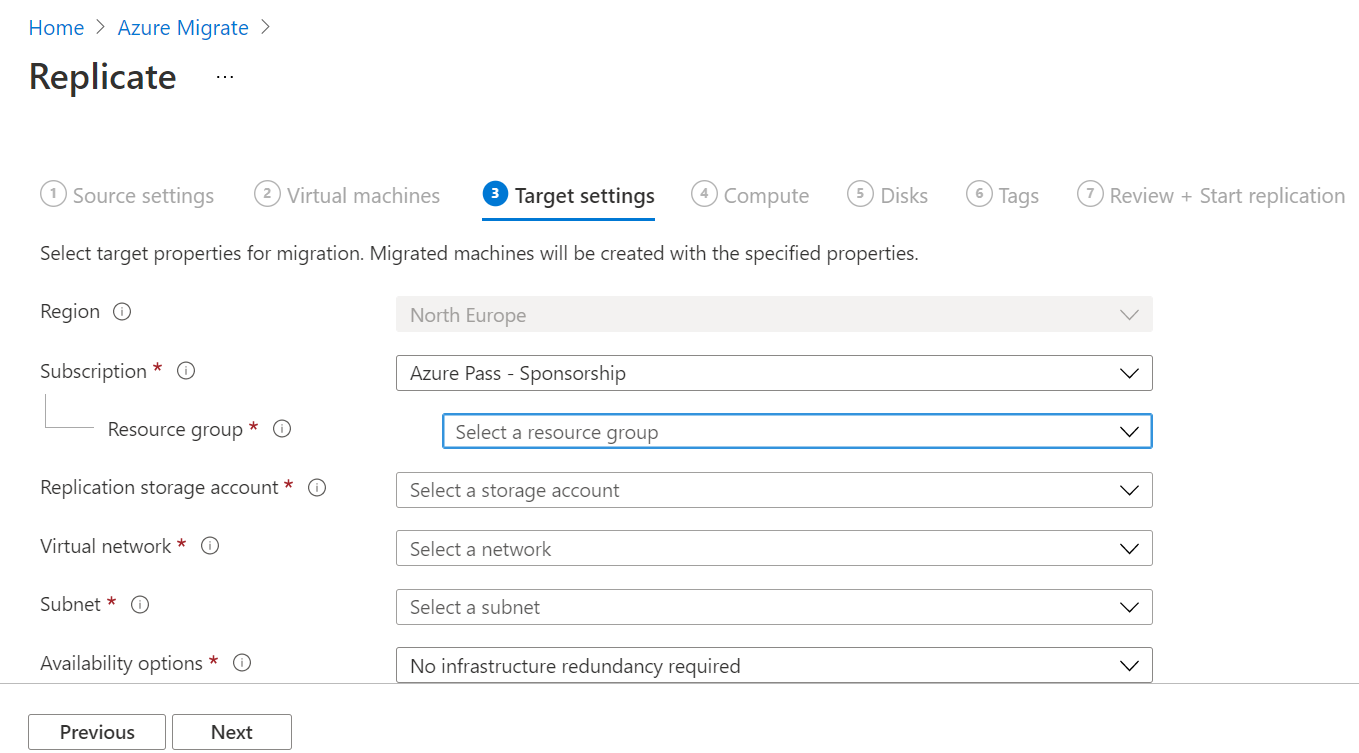 Home > Azure Migrate >
Replicate ...
1 Source settings 2 Virtual machines 3 Target settings 4 Compute 5 Disks 6 Tags 7 Review + Start replication
Select target properties for migration. Migrated machines will be created with the specified properties.
Region North Europe
Subscription * Azure Pass - Sponsorship
Resource group * Select a resource group
Replication storage account * Select a storage account
Virtual network * Select a network
Subnet * Select a subnet
Availability options * No infrastructure redundancy required
Previous Next